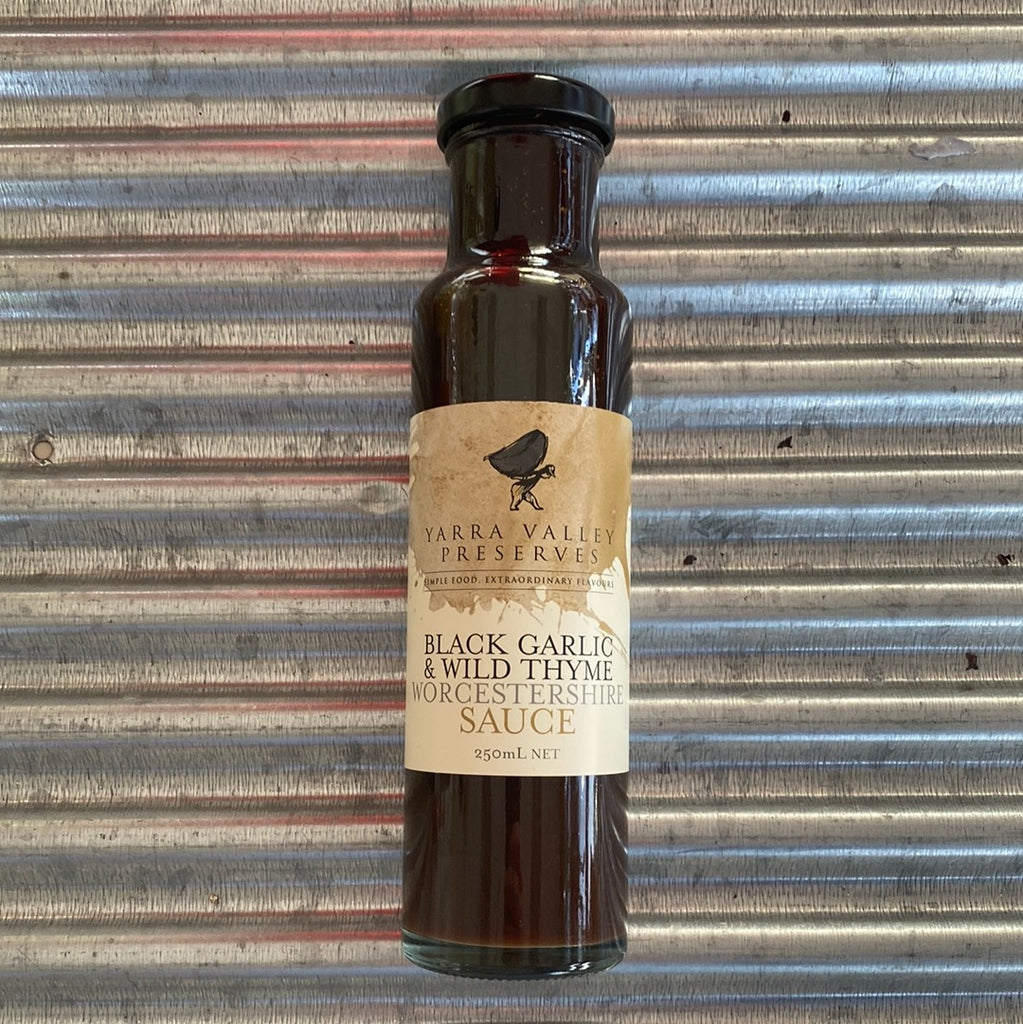 YARRA VALLEY
PRESERVES
SIMPLE FOOD. EXTRAORDINARY FLAVOURS
BLACK GARLIC
& WILD THYME
WORCESTERSHIRE
SAUCE
250mL NET